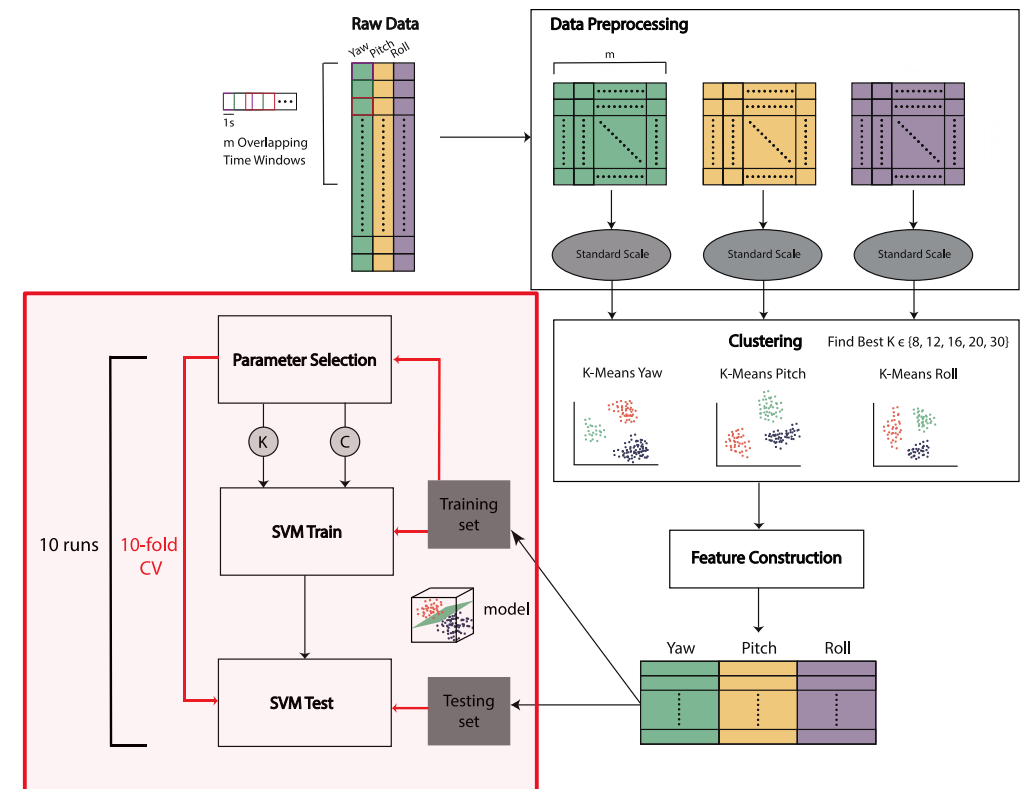 Raw Data
Yaw
Pitch
Roll
1s
m Overlapping
Time Windows
Data Preprocessing
m
Standard Scale
Standard Scale
Standard Scale
Clustering
Find Best K ϵ {8, 12, 16, 20, 30}
K-Means Yaw
K-Means Pitch
K-Means Roll
Feature Construction
Yaw
Pitch
Roll
Parameter Selection
K
C
SVM Train
Training
set
10 runs
10-fold
CV
model
SVM Test
Testing
set